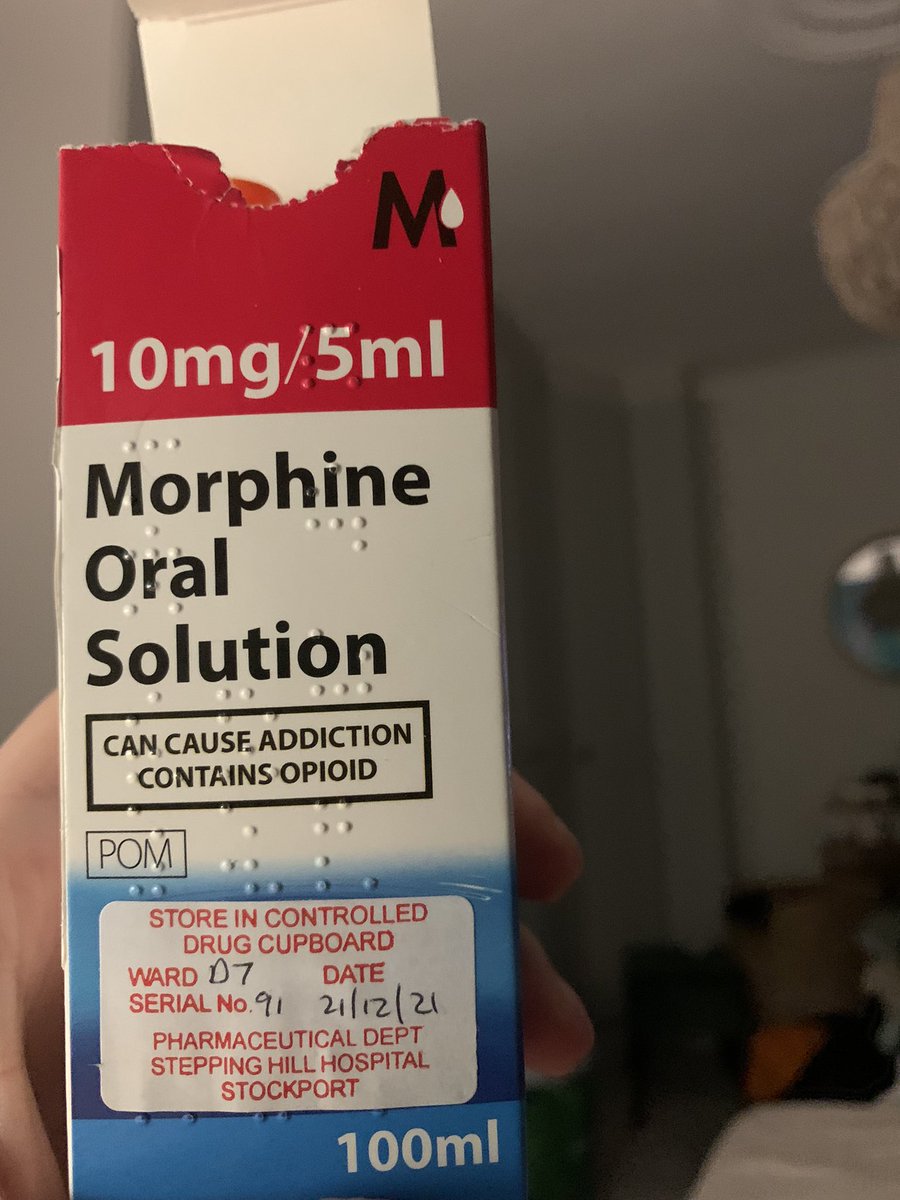 M
10mg/5ml
Morphine
Oral
Solution
CAN CAUSE ADDICTION
CONTAINS OPIOID
POM
STORE IN CONTROLLED
DRUG CUPBOARD
WARD D7 DATE
SERIAL No. 91 21/12/21
PHARMACEUTICAL DEPT
STEPPING HILL HOSPITAL
STOCKPORT
100ml